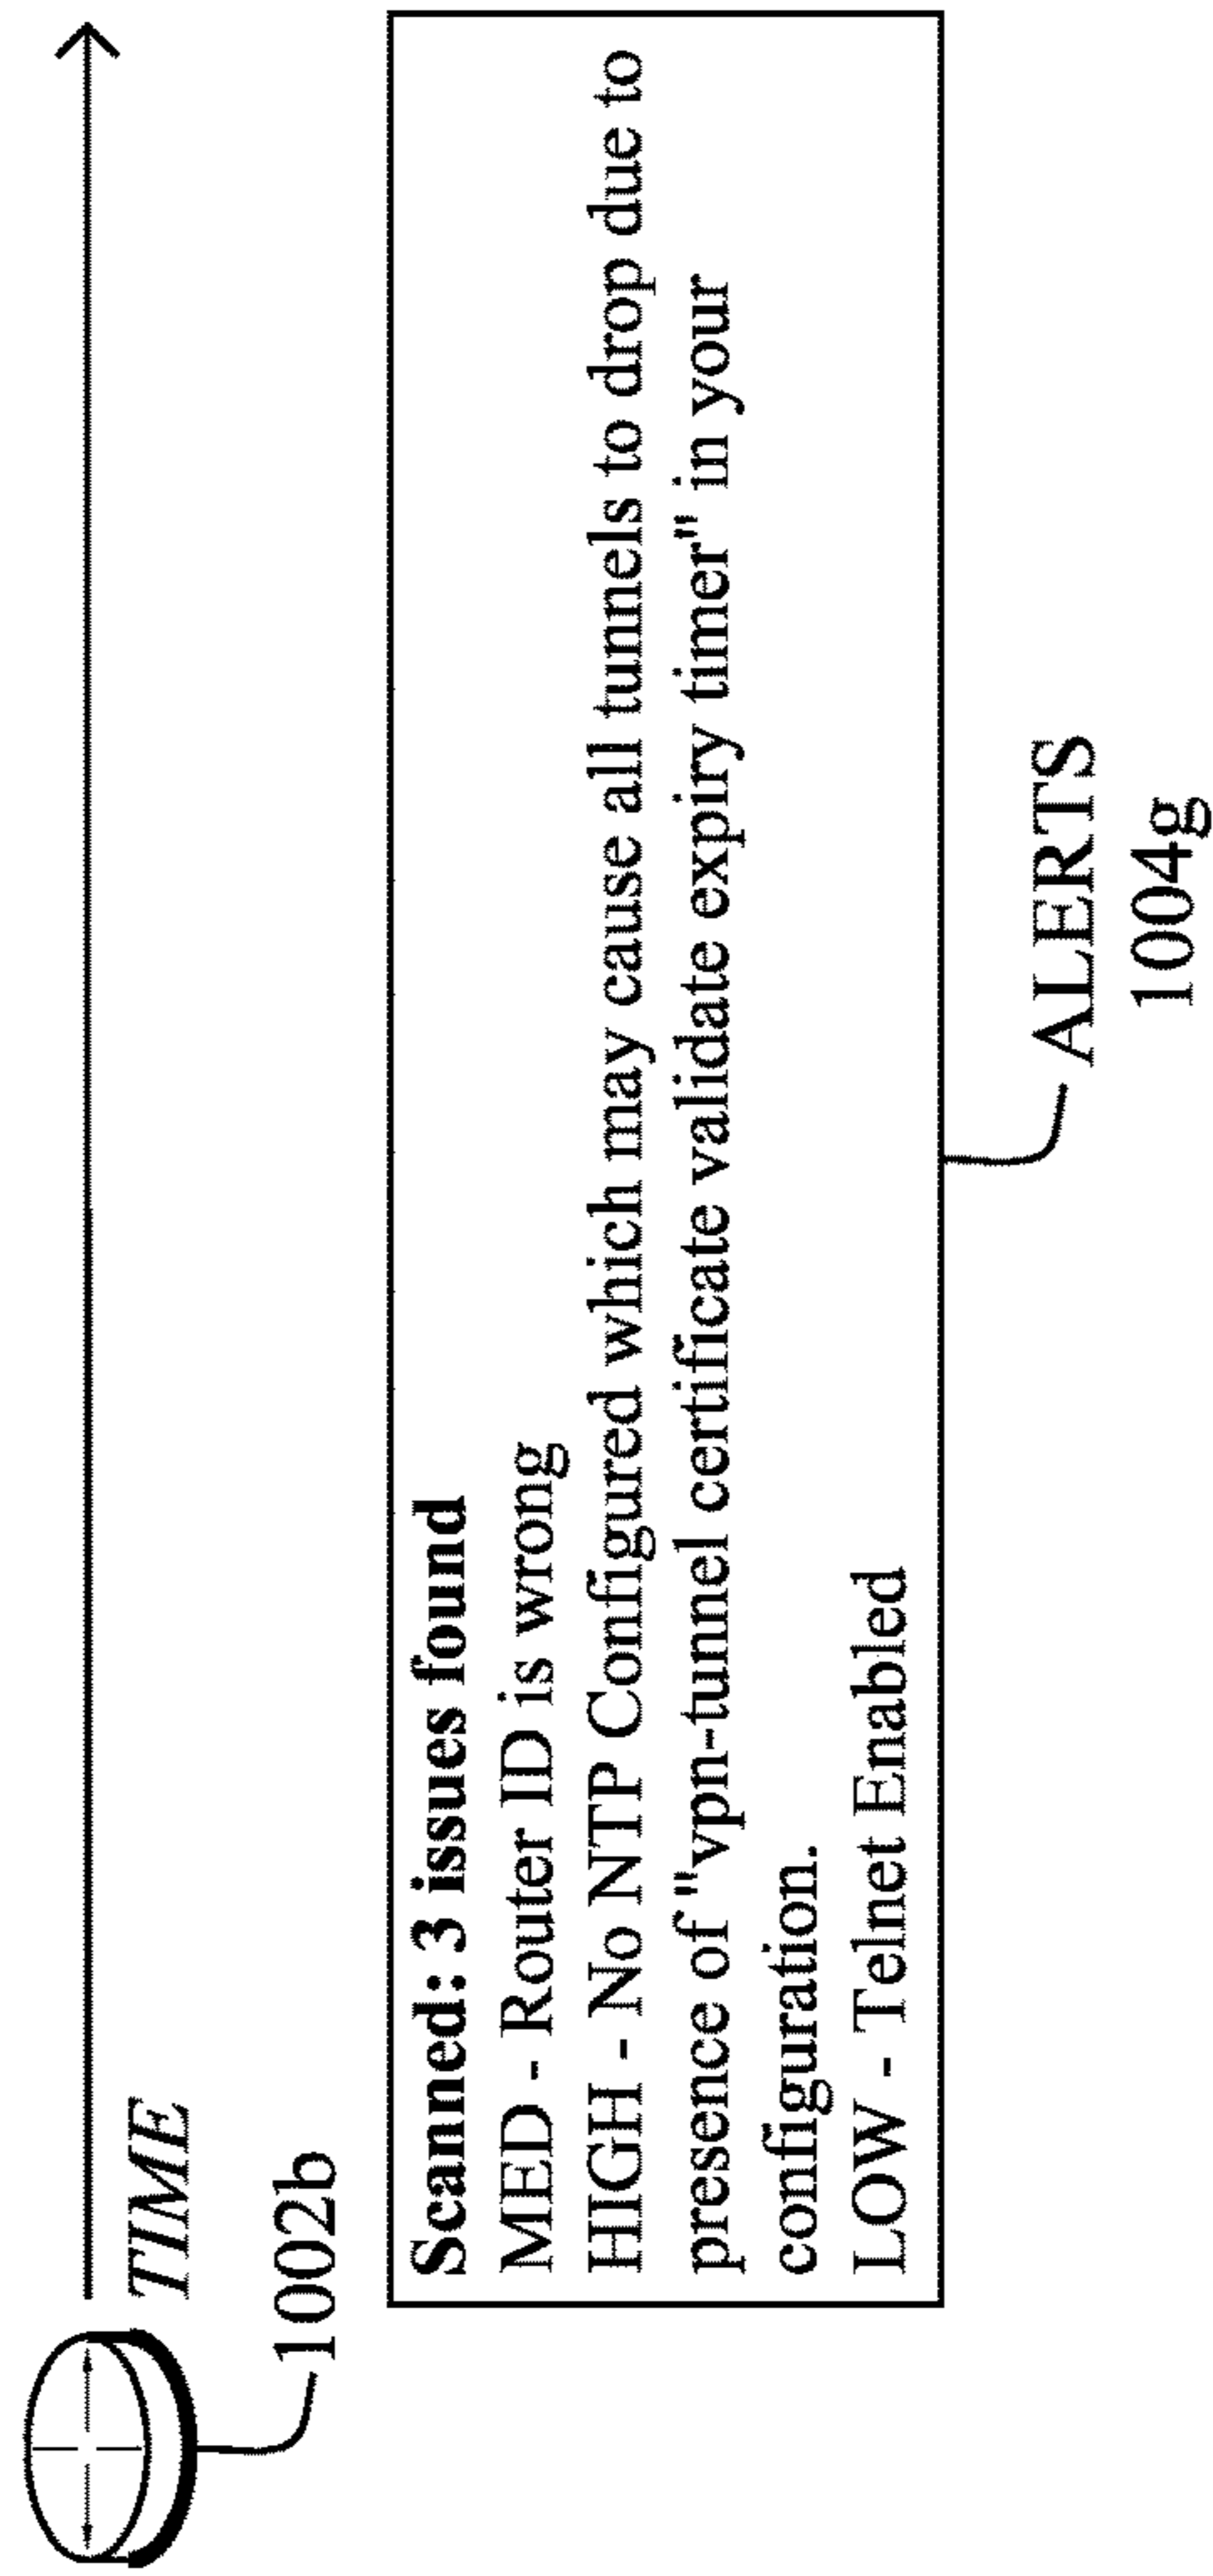 TIME
1002b
Scanned: 3 issues found
MED - Router ID is wrong
HIGH - No NTP Configured which may cause all tunnels to drop due to
presence of "vpn-tunnel certificate validate expiry timer" in your
configuration.
LOW - Telnet Enabled
ALERTS
1004g